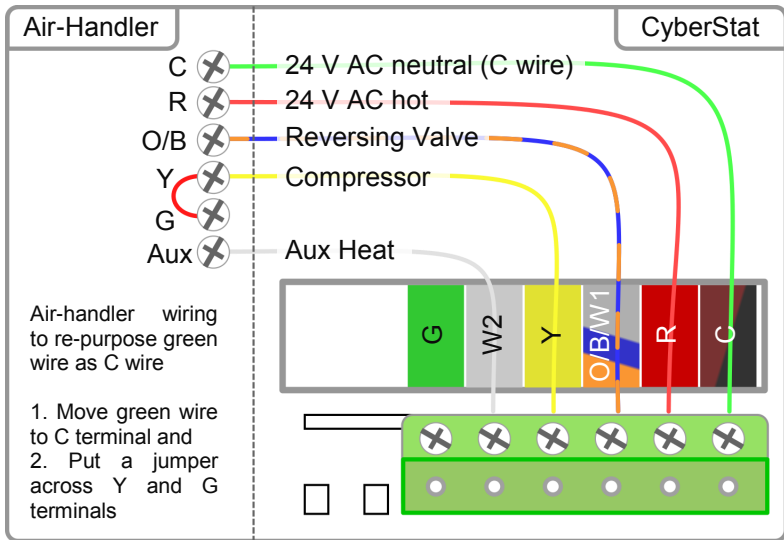 Air-Handler
CyberStat
C
24 V AC neutral (C wire)
R
24 V AC hot
O/B
Reversing Valve
Y
Compressor
G
Aux
Aux Heat
G
W2
Y
O/B/W1
R
C
Air-handler wiring
to re-purpose green
wire as C wire
1. Move green wire
to C terminal and
2. Put a jumper
across Y and G
terminals